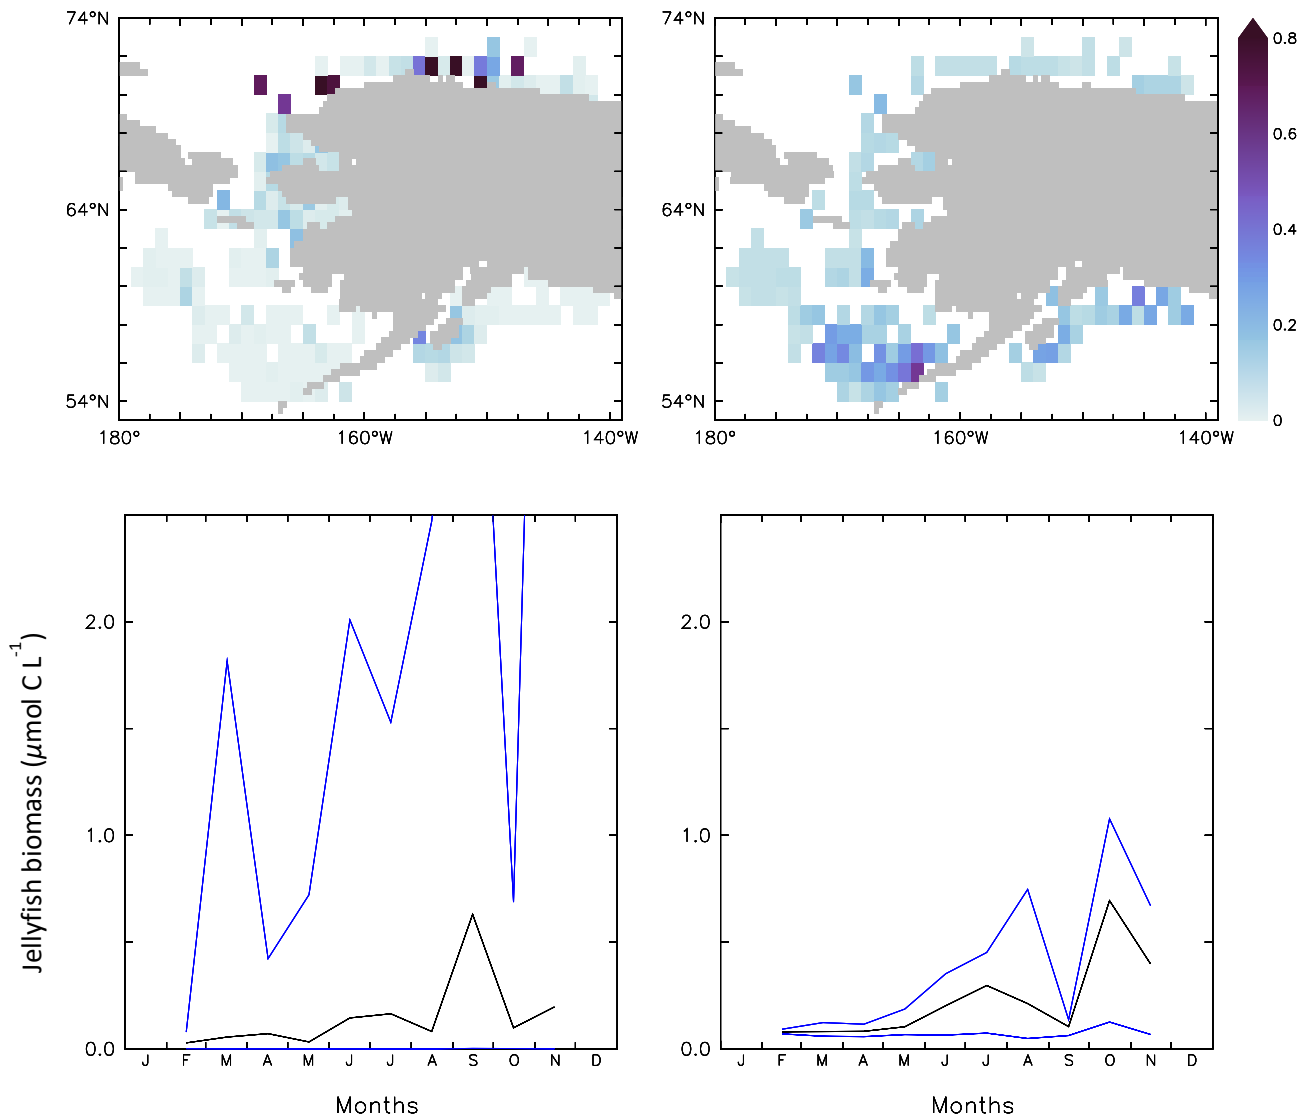 74°N
64°N
54°N
180°
160°W
140°W
74°N
64°N
54°N
180°
160°W
140°W
0.8
0.6
0.4
0.2
0
Jellyfish biomass (µmol C L⁻¹)
2.0
1.0
0.0
J F M A M J J A S O N D
Months
2.0
1.0
0.0
J F M A M J J A S O N D
Months